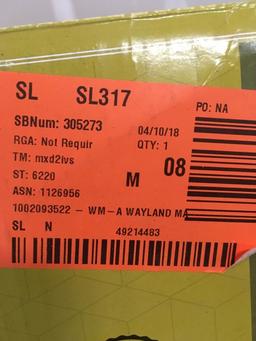 SL SL317
PO: NA
SBNum: 305273
04/10/18
RGA: Not Requir
QTY: 1
TM: mxd2lvs
08
ST: 6220
M
ASN: 1126956
1002093522 - WM-A WAYLAND MA
SL N
49214483